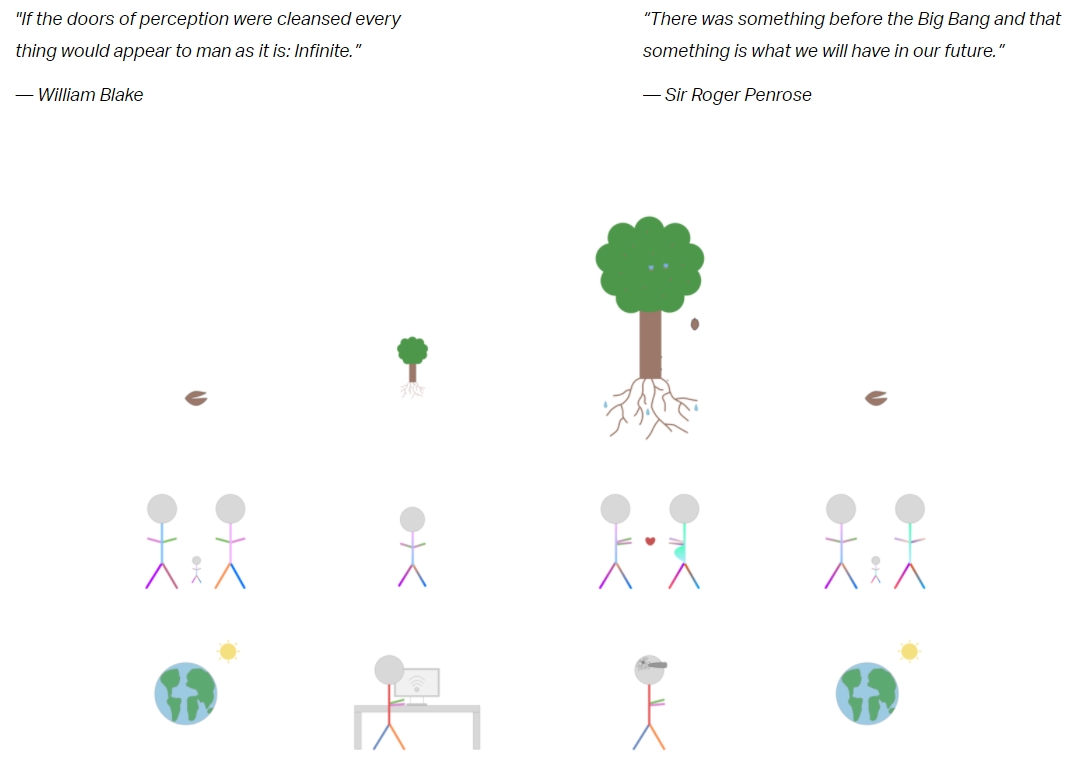 "If the doors of perception were cleansed every
thing would appear to man as it is: Infinite.”
— William Blake
“There was something before the Big Bang and that
something is what we will have in our future.“
— Sir Roger Penrose